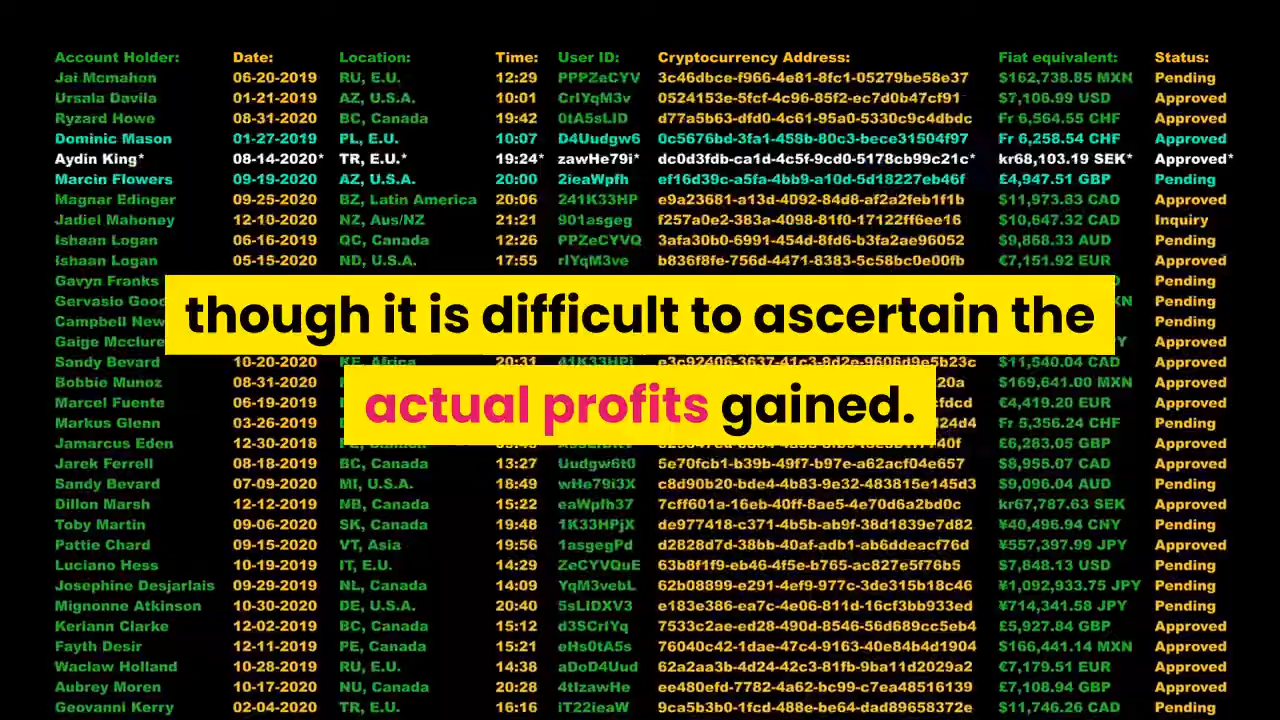 Account Holder: Date: Location: Time: User ID: Cryptocurrency Address: Fiat equivalent: Status:
Jai Mcmahon 06-20-2019 RU, E.U. 12:29 PPPZeCYV 3c46dbce-f966-4e81-8fc1-05279be58e37 $162,738.85 MXN Pending
Ursala Davila 01-21-2019 AZ, U.S.A. 10:01 CrIYqM3v 0524153e-5fcf-4c96-85f2-ec7d0b47cf91 $7,106.99 USD Approved
Ryzard Howe 08-31-2020 BC, Canada 19:42 0tA5sLID d77a5b63-dfd0-4c61-95a0-5330c9c4dbdc Fr 6,564.55 CHF Approved
Dominic Mason 01-27-2019 PL, E.U. 10:07 D4Uudgw6 0c5676bd-3fa1-458b-80c3-bece31504f97 Fr 6,258.54 CHF Approved
Aydin King* 08-14-2020* TR, E.U.* 19:24* zawHe79i* dc0d3fdb-ca1d-4c5f-9cd0-5178cb99c21c* kr68,103.19 SEK* Approved*
Marcin Flowers 09-19-2020 AZ, U.S.A. 20:00 2ieaWpfh ef16d39c-a5fa-4bb9-a10d-5d18227eb46f £4,947.51 GBP Pending
Magnar Edinger 09-25-2020 BZ, Latin America 20:06 241K33HP e9a23681-a13d-4092-84d8-af2a2feb1f1b $11,973.83 CAD Approved
Jadiel Mahoney 12-10-2020 NZ, Aus/NZ 21:21 901asgeg f257a0e2-383a-4098-81f0-17122ff6ee16 $10,647.32 CAD Inquiry
Ishaan Logan 06-16-2019 QC, Canada 12:26 PPZeCYVQ 3afa30b0-6991-454d-8fd6-b3fa2ae96052 $9,868.33 AUD Pending
Ishaan Logan 05-15-2020 ND, U.S.A. 17:55 rIYqM3ve b836f8fe-756d-4471-8383-5c58bc0e00fb €7,151.92 EUR Approved
Gavyn Franks Approved
Gervasio Pending
though it is difficult to ascertain the
Campbell Pending
Gaige Approved
Sandy Bevard 10-20-2020 KE, Africa 20:31 41K33HPj e3c92406-3637-41c3-8d2e-9606d9e5b23c $11,540.04 CAD Approved
Bobbie Munoz 08-31-2020 $169,641.00 MXN Pending
Marcel Fuente 06-19-2019 €4,419.20 EUR Approved
actual profits gained.
Markus Glenn 03-26-2019 Fr 5,356.24 CHF Pending
Jamarcus Eden 12-30-2018 £6,283.05 GBP Approved
Jarek Ferrell 08-18-2019 BC, Canada 13:27 Uudgw6t0 5e70fcb1-b39b-49f7-b97e-a62acf04e657 $8,955.07 CAD Approved
Sandy Bevard 07-09-2020 MI, U.S.A. 18:49 wHe79i3X c8d90b20-bde4-4b83-9e32-483815e145d3 $9,096.04 AUD Pending
Dillon Marsh 12-12-2019 NB, Canada 15:22 eaWpfh37 7cff601a-16eb-40ff-8ae5-4e70d6a2bd0c kr67,787.63 SEK Approved
Toby Martin 09-06-2020 SK, Canada 19:48 1K33HPjX de977418-c371-4b5b-ab9f-38d1839e7d82 ¥40,496.94 CNY Pending
Pattie Chard 09-15-2020 VT, Asia 19:56 1asgegPd d2828d7d-38bb-40af-adb1-ab6ddeacf76d ¥557,397.99 JPY Approved
Luciano Hess 10-19-2019 IT, E.U. 14:29 ZeCYVQuE 63b8f1f9-eb46-4f5e-b765-ac827e5f76b5 $7,848.13 USD Pending
Josephine Desjarlais 09-29-2019 NL, Canada 14:09 YqM3vebL 62b08899-e291-4ef9-977c-3de315b18c46 ¥1,092,933.75 JPY Pending
Mignonne Atkinson 10-30-2020 DE, U.S.A. 20:40 5sLIDXV3 e183e386-ea7c-4e06-811d-16cf3bb933ed ¥714,341.58 JPY Pending
Keriann Clarke 12-02-2019 BC, Canada 15:12 d3SCrIYq 7533c2ae-ed28-490d-8546-56d689cc5eb4 £5,927.84 GBP Approved
Fayth Desir 12-11-2019 PE, Canada 15:21 eHs0tA5s 76040c42-1dae-47c4-9163-40e84b4d1904 $166,441.14 MXN Pending
Waclaw Holland 10-28-2019 RU, E.U. 14:38 aDoD4Uud 62a2aa3b-4d24-42c3-81fb-9ba11d2029a2 €7,179.51 EUR Pending
Aubrey Moren 10-17-2020 NU, Canada 20:28 4tIzawHe ee480efd-7782-4a62-bc99-c7ea48516139 £7,108.94 GBP Approved
Geovanni Kerry 02-04-2020 TR, E.U. 16:16 iT22ieaW 9ca5b3b0-1fcd-488e-be64-dad89658372e $11,746.26 CAD Pending